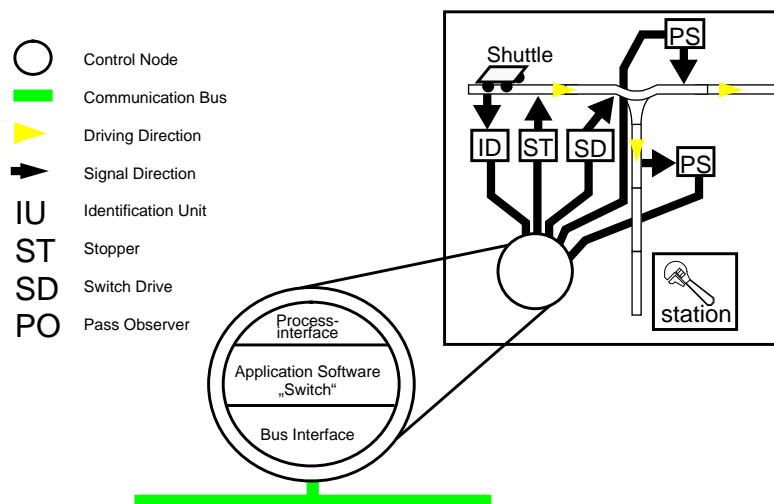 Control Node
Communication Bus
Driving Direction
Signal Direction
IU Identification Unit
ST Stopper
SD Switch Drive
PO Pass Observer
PS
Shuttle
ID
ST
SD
PS
station
Process-
interface
Application Software
„Switch“
Bus Interface